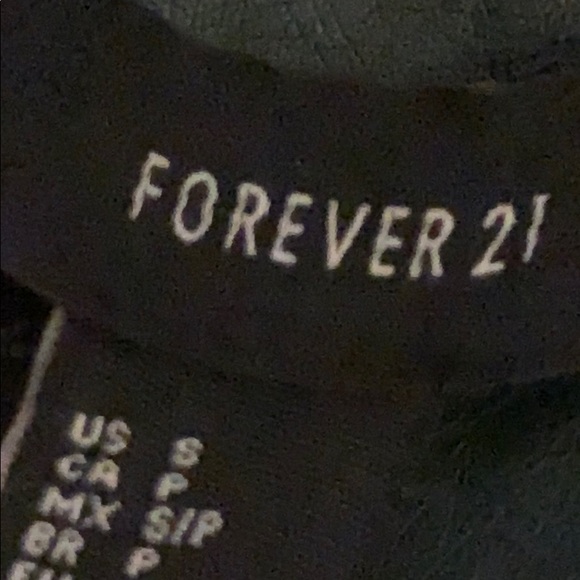 FOREVER 21
US S
CA P
MX S/P
BR P